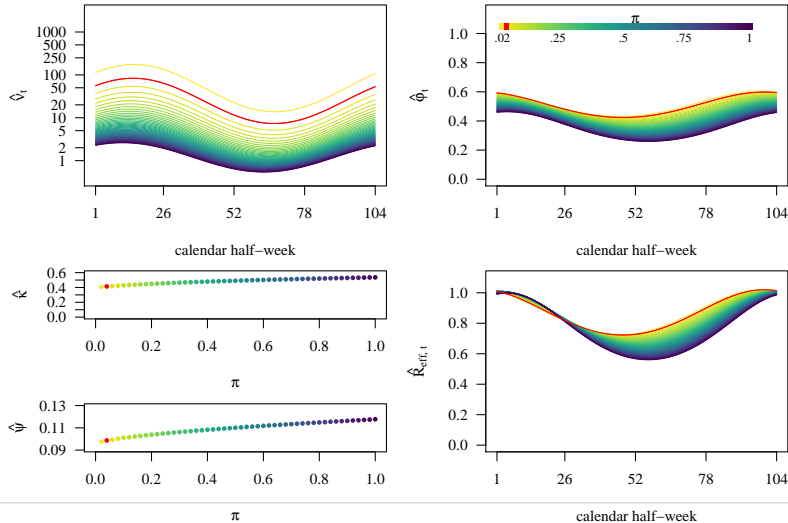 1000
500
250
100
50
20
10
5
2
1
ν̂t
1 26 52 78 104
calendar half−week
π
.02 .25 .5 .75 1
1.0
0.8
0.6
0.4
0.2
0.0
φ̂t
1 26 52 78 104
calendar half−week
0.6
0.4
0.2
0.0
κ̂
0.0 0.2 0.4 0.6 0.8 1.0
π
0.13
0.11
0.09
ψ̂
0.0 0.2 0.4 0.6 0.8 1.0
π
1.0
0.8
0.6
0.4
0.2
0.0
R̂eff, t
1 26 52 78 104
calendar half−week